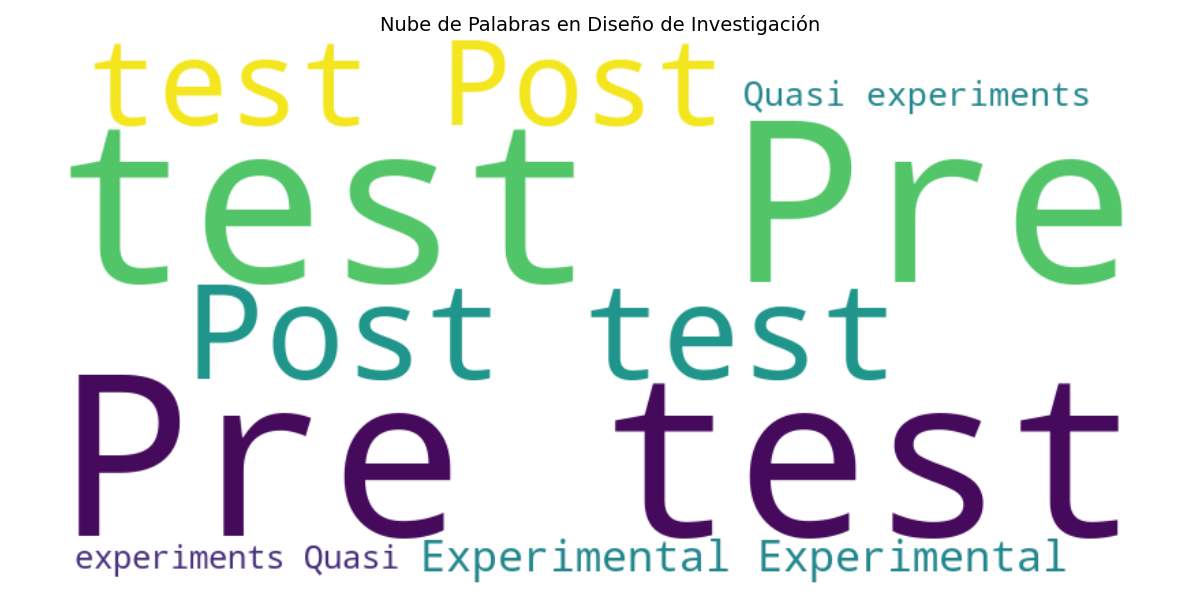 Nube de Palabras en Diseño de Investigación
test Post
Quasi experiments
test Pre
Post test
Pre test
experiments Quasi
Experimental Experimental